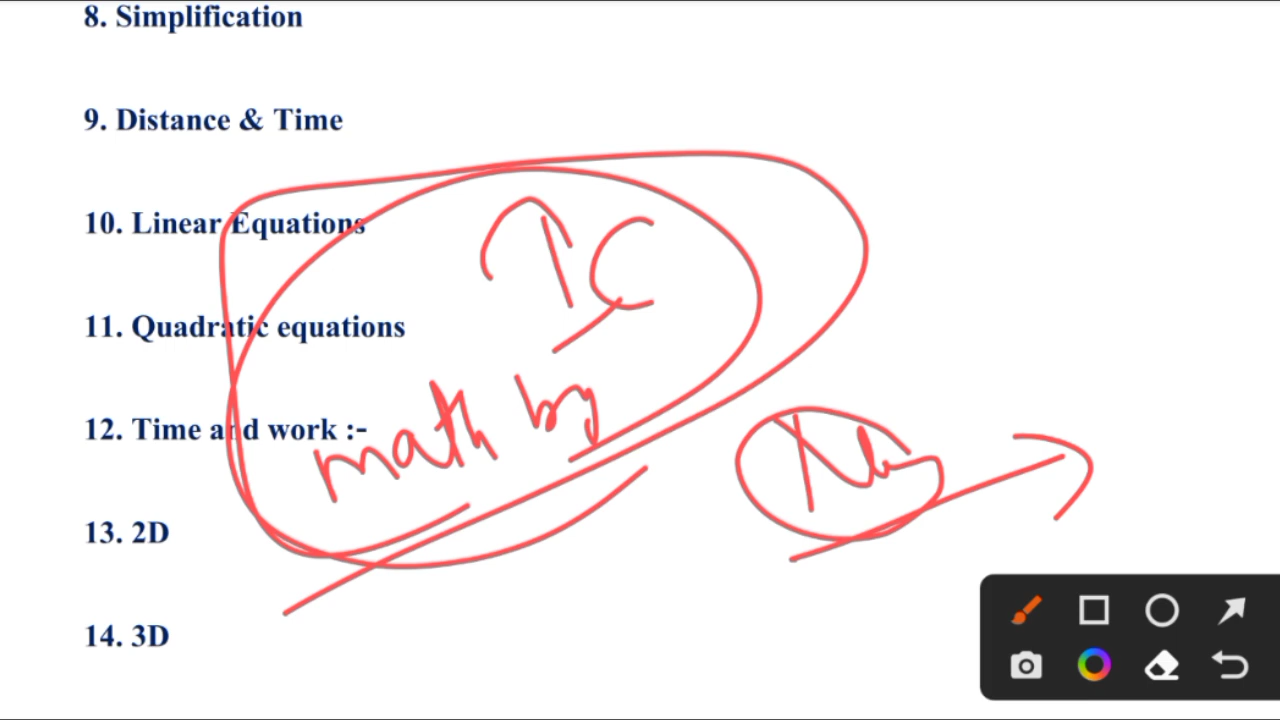 8. Simplification
9. Distance & Time
10. Linear Equations
11. Quadratic equations
12. Time and work :-
13. 2D
14. 3D
math by